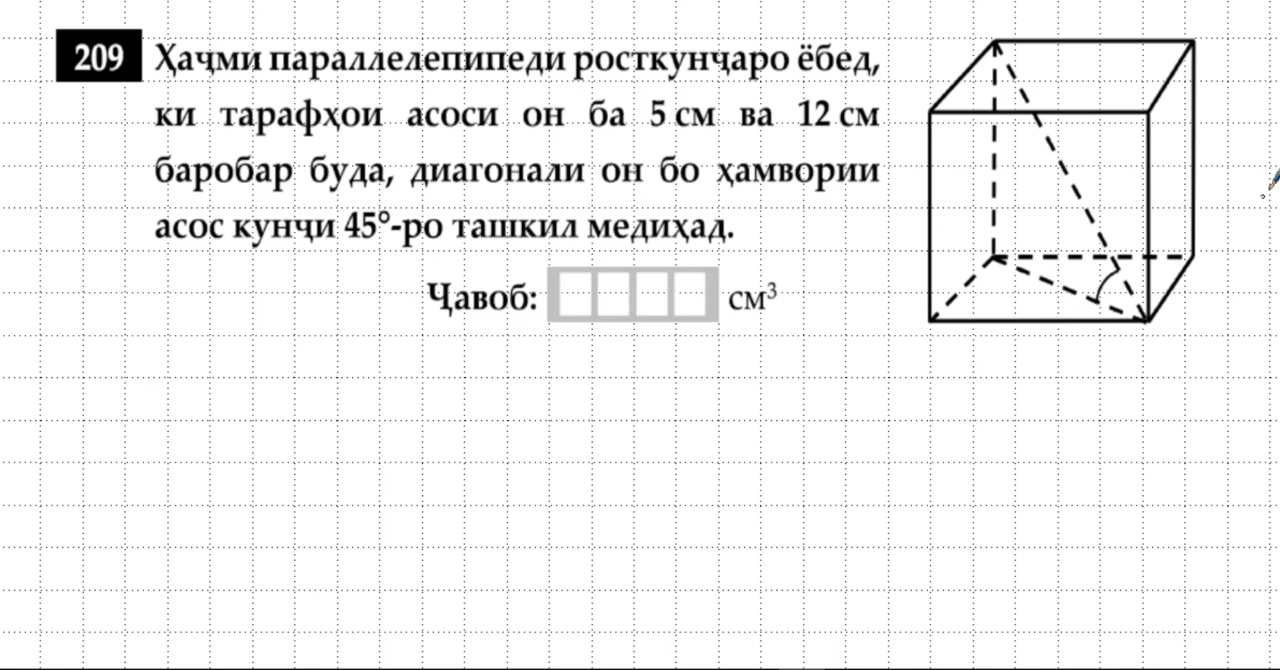 209 Ҳаҷми параллелепипеди росткунҷаро ёбед,
ки тарафҳои асоси он ба 5 см ва 12 см
баробар буда, диагонали он бо ҳамвории
асос кунҷи 45°-ро ташкил медиҳад.
Ҷавоб: см³